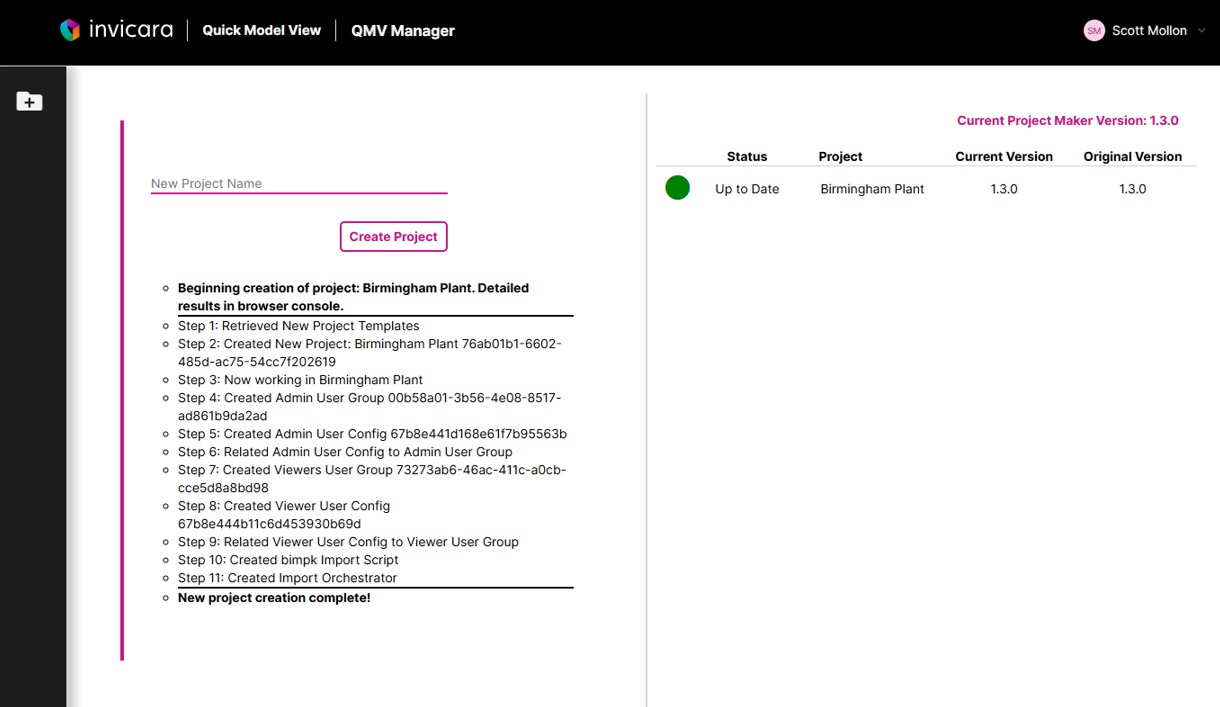 invicara Quick Model View QMV Manager
SM Scott Mollon
New Project Name
Create Project
Beginning creation of project: Birmingham Plant. Detailed
results in browser console.
Step 1: Retrieved New Project Templates
Step 2: Created New Project: Birmingham Plant 76ab01b1-6602-
485d-ac75-54cc7f202619
Step 3: Now working in Birmingham Plant
Step 4: Created Admin User Group 00b58a01-3b56-4e08-8517-
ad861b9da2ad
Step 5: Created Admin User Config 67b8e441d168e61f7b95563b
Step 6: Related Admin User Config to Admin User Group
Step 7: Created Viewers User Group 73273ab6-46ac-411c-a0cb-
cce5d8a8bd98
Step 8: Created Viewer User Config
67b8e444b11c6d453930b69d
Step 9: Related Viewer User Config to Viewer User Group
Step 10: Created bimpk Import Script
Step 11: Created Import Orchestrator
New project creation complete!
Current Project Maker Version: 1.3.0
Status Project Current Version Original Version
Up to Date Birmingham Plant 1.3.0 1.3.0